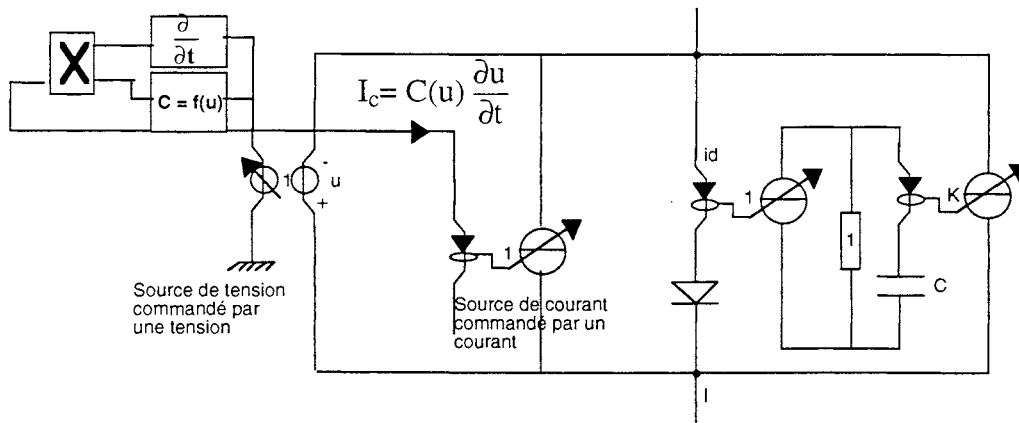 ∂
∂t
X
C = f(u)
I_c = C(u) ∂u/∂t
1
-
u
+
Source de tension
commandé par
une tension
1
Source de courant
commandé par un
courant
id
1
1
K
C
I